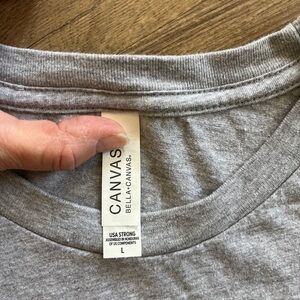 CANVAS
BELLA+CANVAS.
USA STRONG
ASSEMBLED IN HONDURAS
OF US COMPONENTS
L